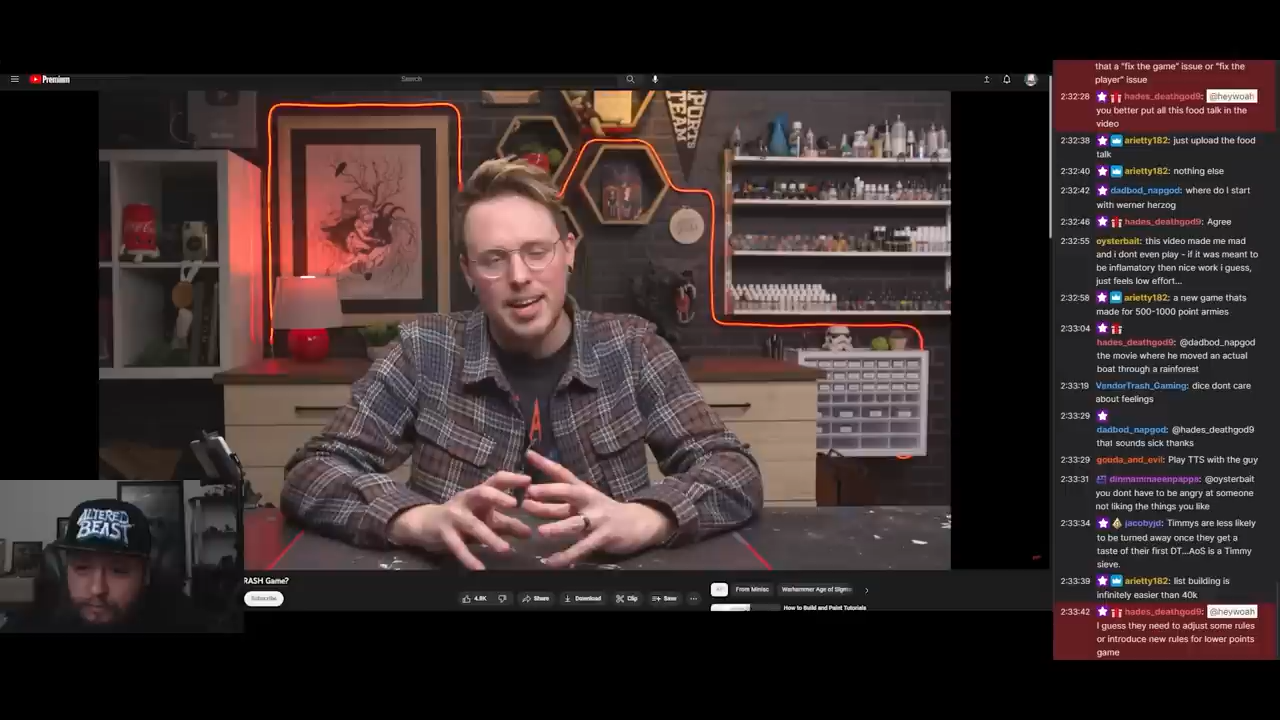 Premium
Search
SPORTS
TEAM
ALTERED
BEAST
RASH Game?
Subscribe
4.8K
Share
Download
Clip
Save
All
From Miniac
Warhammer Age of Sigm
How to Build and Paint Tutorials
that a "fix the game" issue or "fix the
player" issue
2:32:28 hades_deathgod9: @heywoah
you better put all this food talk in the
video
2:32:38 arietty182: just upload the food
talk
2:32:40 arietty182: nothing else
2:32:42 dadbod_napgod: where do I start
with werner herzog
2:32:46 hades_deathgod9: Agree
2:32:55 oysterbait: this video made me mad
and i dont even play - if it was meant to
be inflamatory then nice work i guess,
just feels low effort...
2:32:58 arietty182: a new game thats
made for 500-1000 point armies
2:33:04
hades_deathgod9: @dadbod_napgod
the movie where he moved an actual
boat through a rainforest
2:33:19 VendorTrash_Gaming: dice dont care
about feelings
2:33:29
dadbod_napgod: @hades_deathgod9
that sounds sick thanks
2:33:29 gouda_and_evil: Play TTS with the guy
2:33:31 dinmammaeenpappa: @oysterbait
you dont have to be angry at someone
not liking the things you like
2:33:34 jacobyjd: Timmys are less likely
to be turned away once they get a
taste of their first DT...AoS is a Timmy
sieve.
2:33:39 arietty182: list building is
infinitely easier than 40k
2:33:42 hades_deathgod9: @heywoah
I guess they need to adjust some rules
or introduce new rules for lower points
game